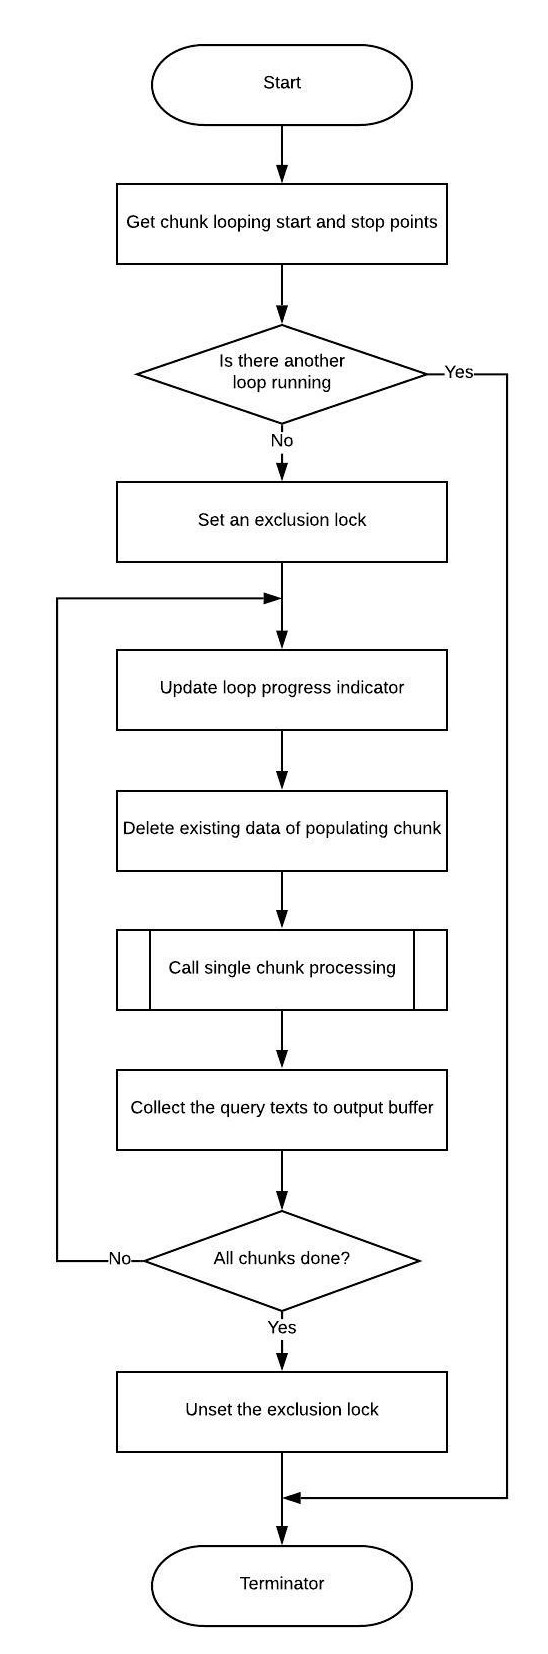 Start
Get chunk looping start and stop points
Is there another
loop running
Yes
No
Set an exclusion lock
Update loop progress indicator
Delete existing data of populating chunk
Call single chunk processing
Collect the query texts to output buffer
All chunks done?
No
Yes
Unset the exclusion lock
Terminator